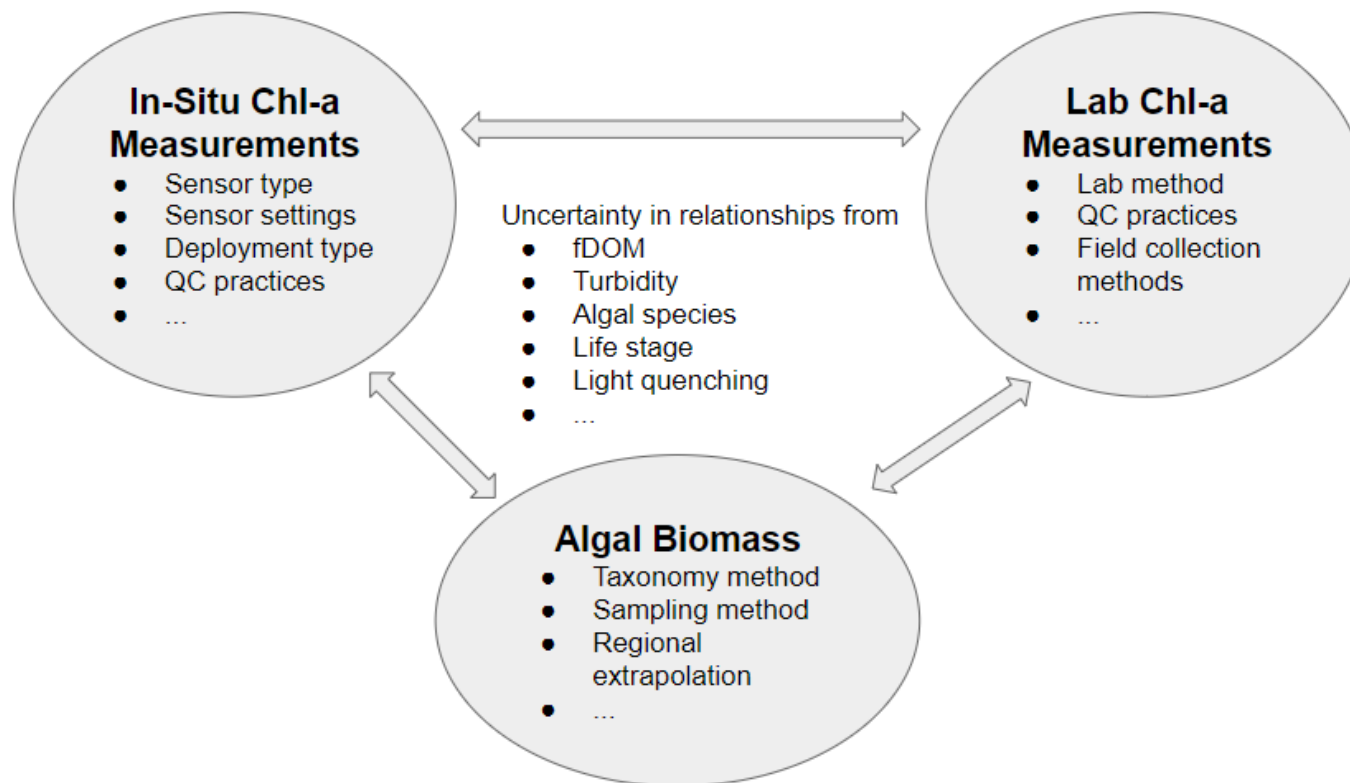 In-Situ Chl-a
Measurements
● Sensor type
● Sensor settings
● Deployment type
● QC practices
● ...
Lab Chl-a
Measurements
● Lab method
● QC practices
● Field collection
methods
● ...
Uncertainty in relationships from
● fDOM
● Turbidity
● Algal species
● Life stage
● Light quenching
● ...
Algal Biomass
● Taxonomy method
● Sampling method
● Regional
extrapolation
● ...